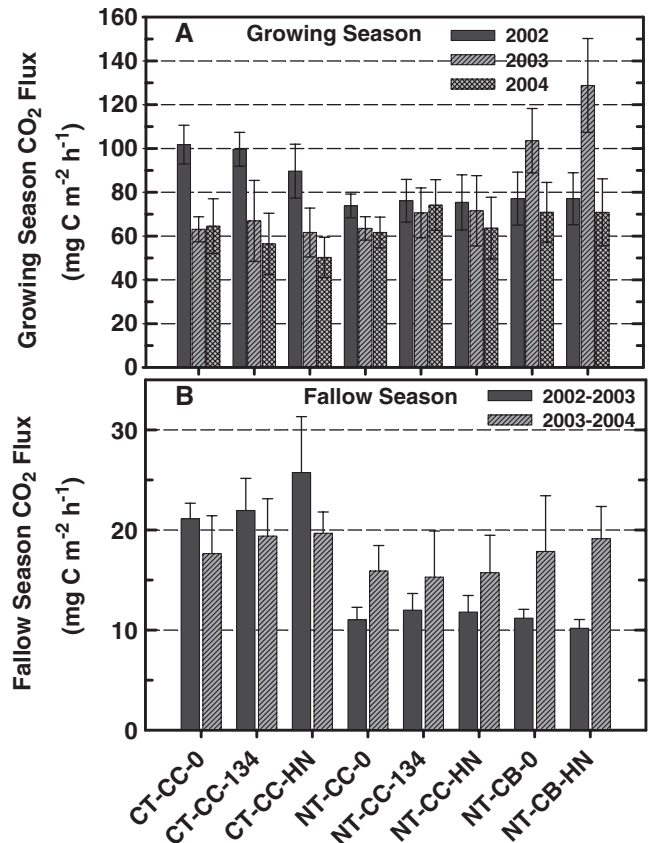 A
Growing Season
2002
2003
2004
Growing Season CO2 Flux
(mg C m-2 h-1)
160
140
120
100
80
60
40
20
0
B
Fallow Season
2002-2003
2003-2004
Fallow Season CO2 Flux
(mg C m-2 h-1)
30
20
10
0
CT-CC-0
CT-CC-134
CT-CC-HN
NT-CC-0
NT-CC-134
NT-CC-HN
NT-CB-0
NT-CB-HN